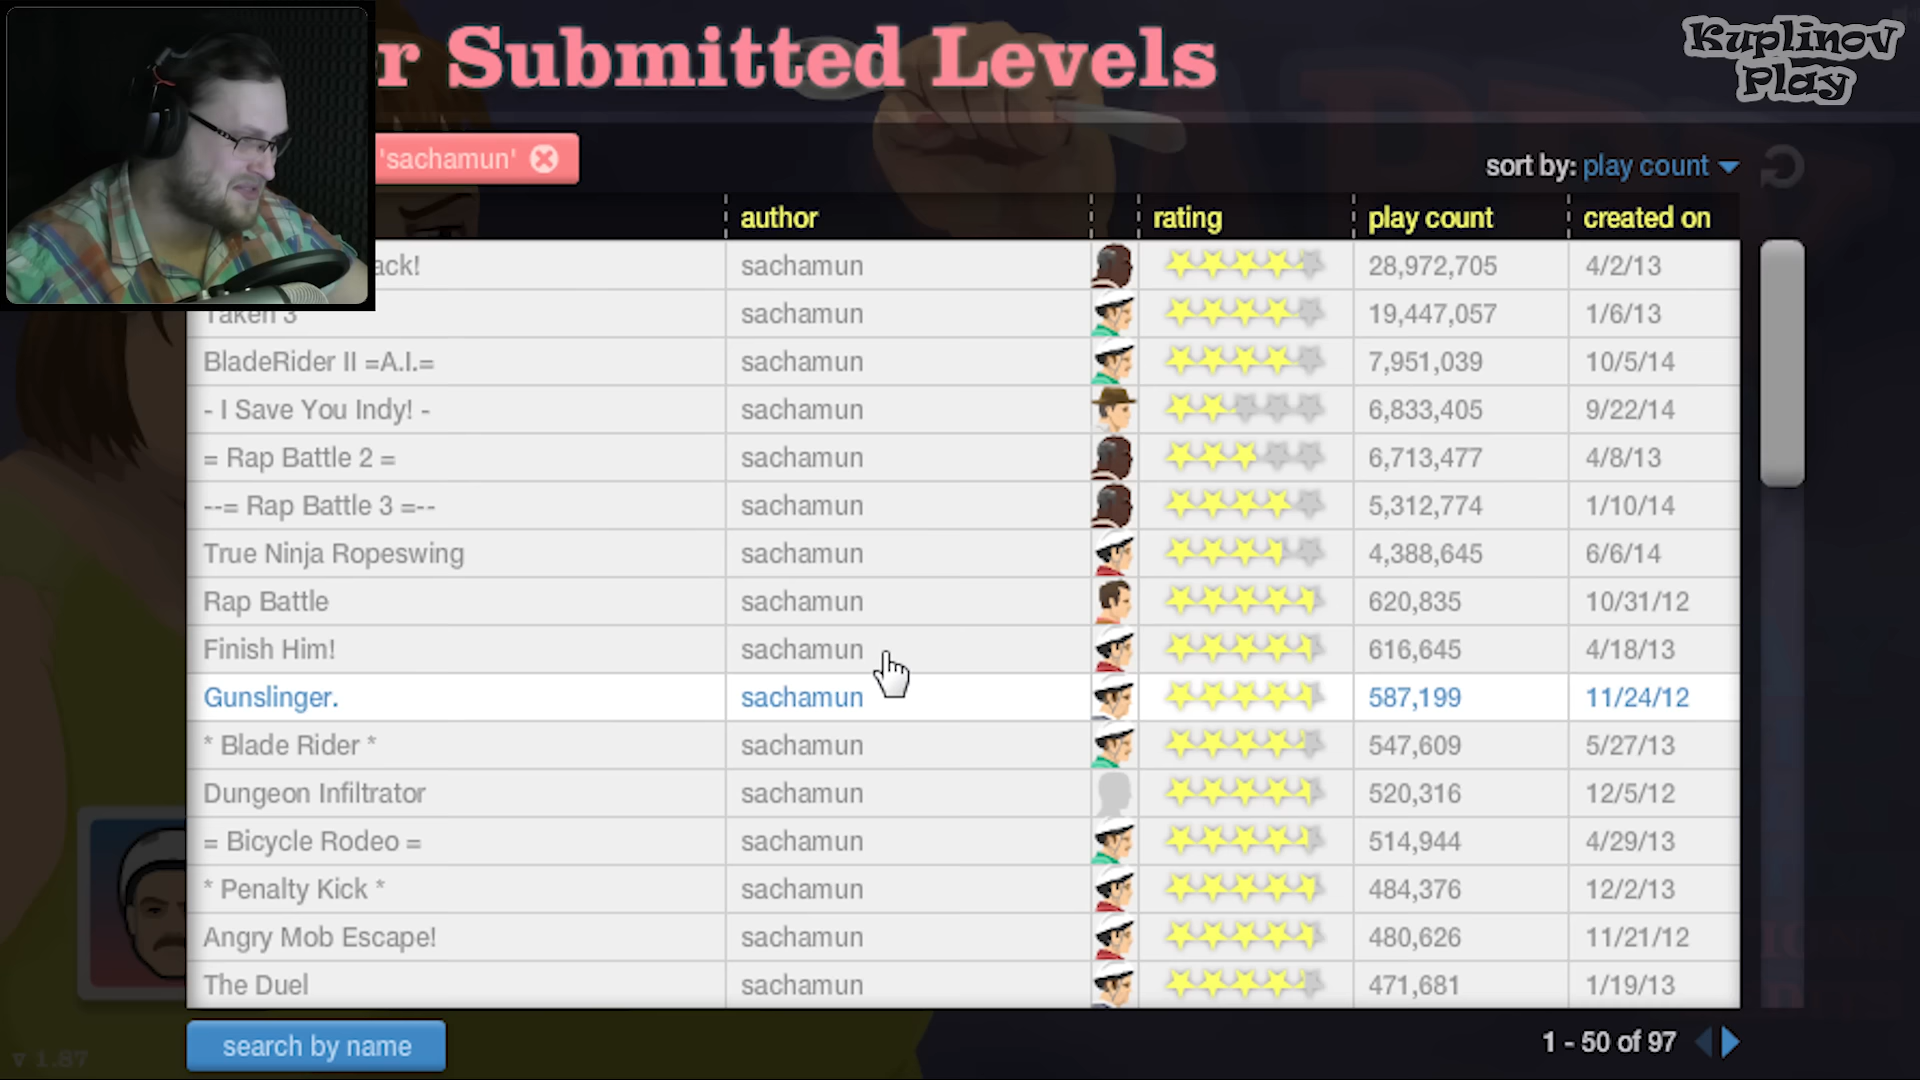 Kuplinov
Play
r Submitted Levels
'sachamun'
sort by: play count
author rating play count created on
ack! sachamun 28,972,705 4/2/13
Taken 3 sachamun 19,447,057 1/6/13
BladeRider II =A.I.= sachamun 7,951,039 10/5/14
- I Save You Indy! - sachamun 6,833,405 9/22/14
= Rap Battle 2 = sachamun 6,713,477 4/8/13
--= Rap Battle 3 =-- sachamun 5,312,774 1/10/14
True Ninja Ropeswing sachamun 4,388,645 6/6/14
Rap Battle sachamun 620,835 10/31/12
Finish Him! sachamun 616,645 4/18/13
Gunslinger. sachamun 587,199 11/24/12
* Blade Rider * sachamun 547,609 5/27/13
Dungeon Infiltrator sachamun 520,316 12/5/12
= Bicycle Rodeo = sachamun 514,944 4/29/13
* Penalty Kick * sachamun 484,376 12/2/13
Angry Mob Escape! sachamun 480,626 11/21/12
The Duel sachamun 471,681 1/19/13
search by name
1 - 50 of 97
v 1.87